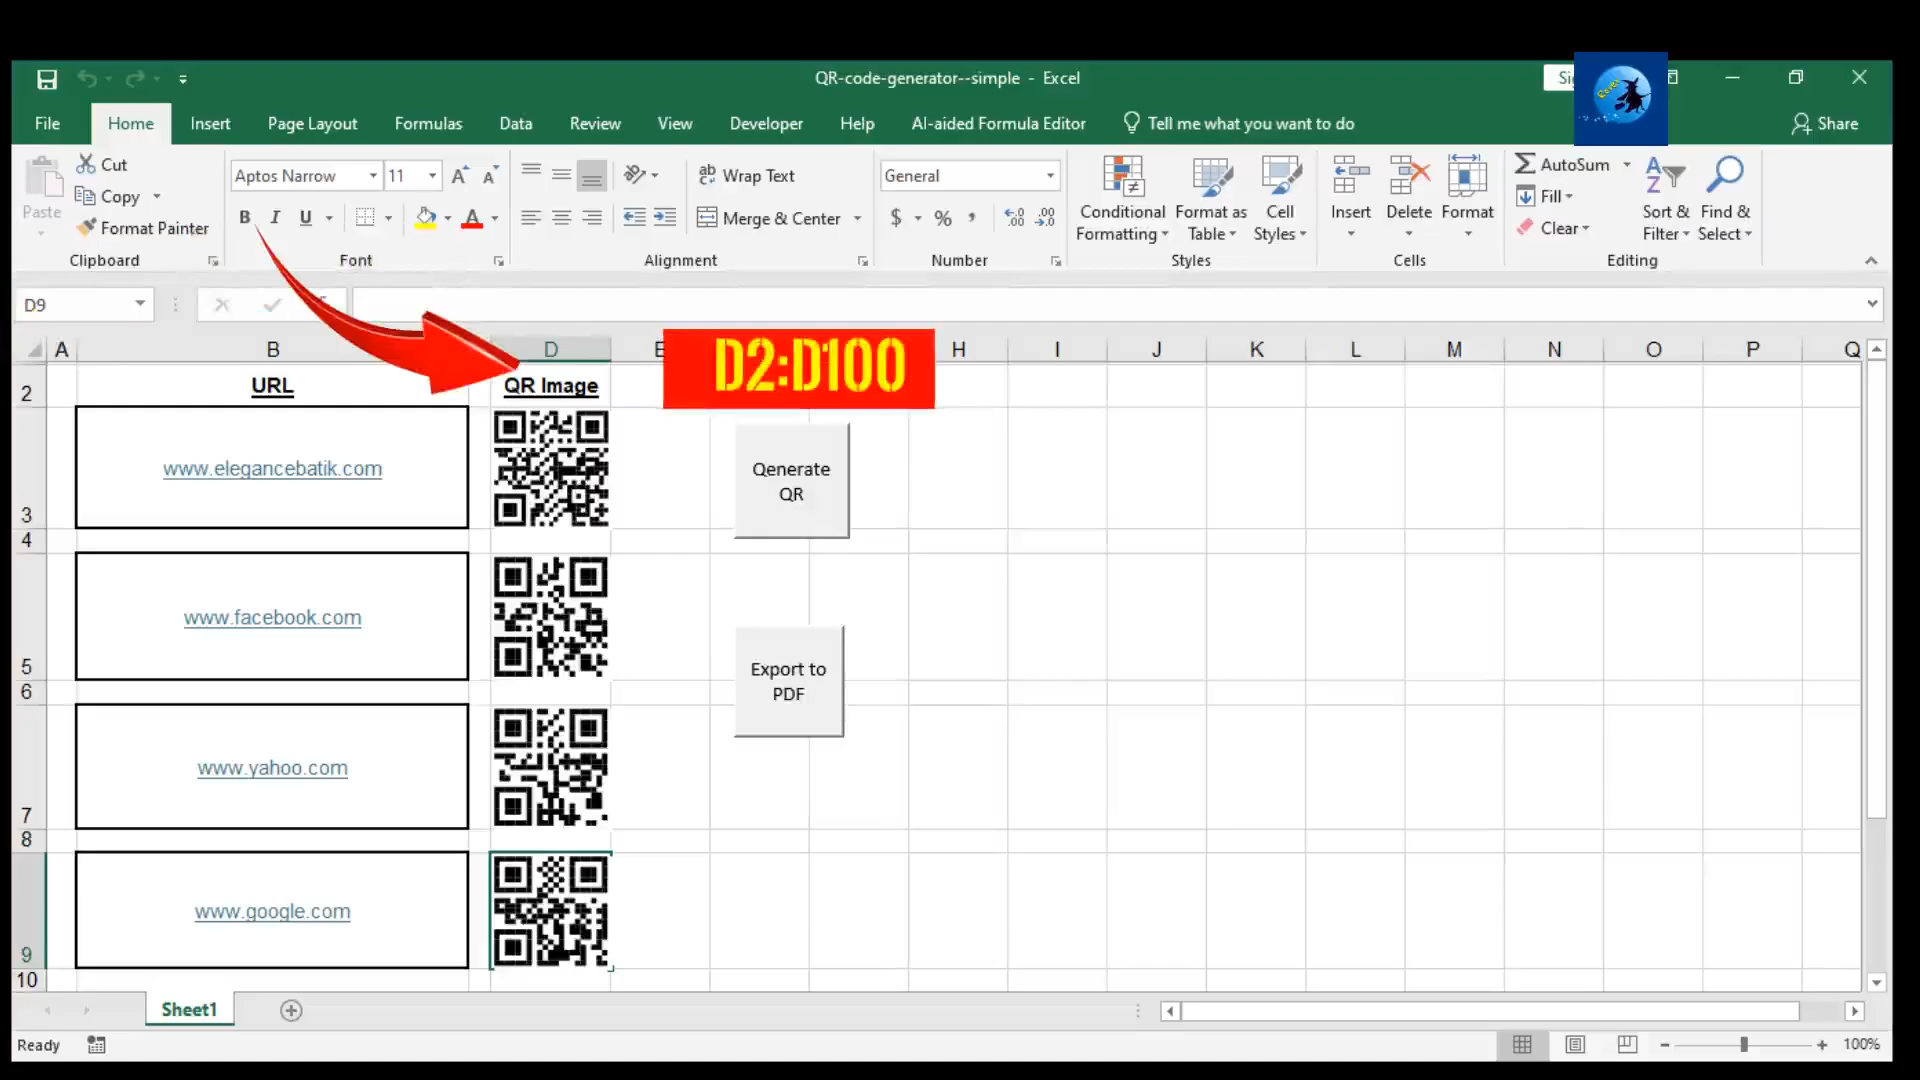 QR-code-generator--simple - Excel
File Home Insert Page Layout Formulas Data Review View Developer Help AI-aided Formula Editor Tell me what you want to do Share
Paste
Cut
Copy
Format Painter
Clipboard
Aptos Narrow 11
B I U
Font
Wrap Text
Merge & Center
Alignment
General
$ % ,
Number
Conditional Formatting
Format as Table
Cell Styles
Styles
Insert
Delete
Format
Cells
AutoSum
Fill
Clear
Sort & Filter
Find & Select
Editing
D9
A B D E H I J K L M N O P Q
D2:D100
2 URL QR Image
3 www.elegancebatik.com
Qenerate
QR
4
5 www.facebook.com
6
Export to
PDF
7 www.yahoo.com
8
9 www.google.com
10
Sheet1
Ready
100%